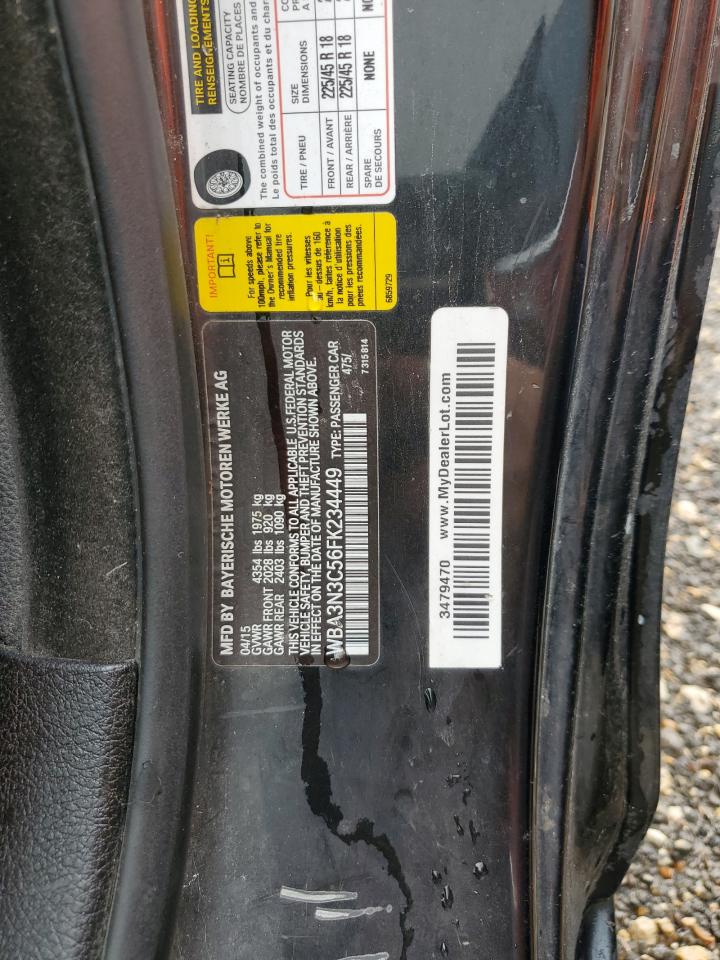 MFD BY BAYERISCHE MOTOREN WERKE AG
04/15
GVWR 4354 lbs 1975 kg
GAWR FRONT 2028 lbs 920 kg
GAWR REAR 2403 lbs 1090 kg
THIS VEHICLE CONFORMS TO ALL APPLICABLE U.S.FEDERAL MOTOR
VEHICLE SAFETY, BUMPER AND THEFT PREVENTION STANDARDS
IN EFFECT ON THE DATE OF MANUFACTURE SHOWN ABOVE.
WBA3N3C56FK234449 TYPE: PASSENGER CAR
475/
7315814
IMPORTANT!
For speeds above
100mph, please refer to
the Owner's Manual for
recommended tire
inflation pressures.
Pour les vitesses
au - dessus de 160
km/h, faites référence à
la notice d'utilisation
pour les pressions des
pneus recommandées.
6859729
TIRE AND LOADING
RENSEIGNEMENTS
SEATING CAPACITY
NOMBRE DE PLACES
The combined weight of occupants and
Le poids total des occupants et du char
TIRE / PNEU SIZE
DIMENSIONS
FRONT / AVANT 225/45 R 18
REAR / ARRIÈRE 225/45 R 18
SPARE
DE SECOURS NONE
3479470 www.MyDealerLot.com